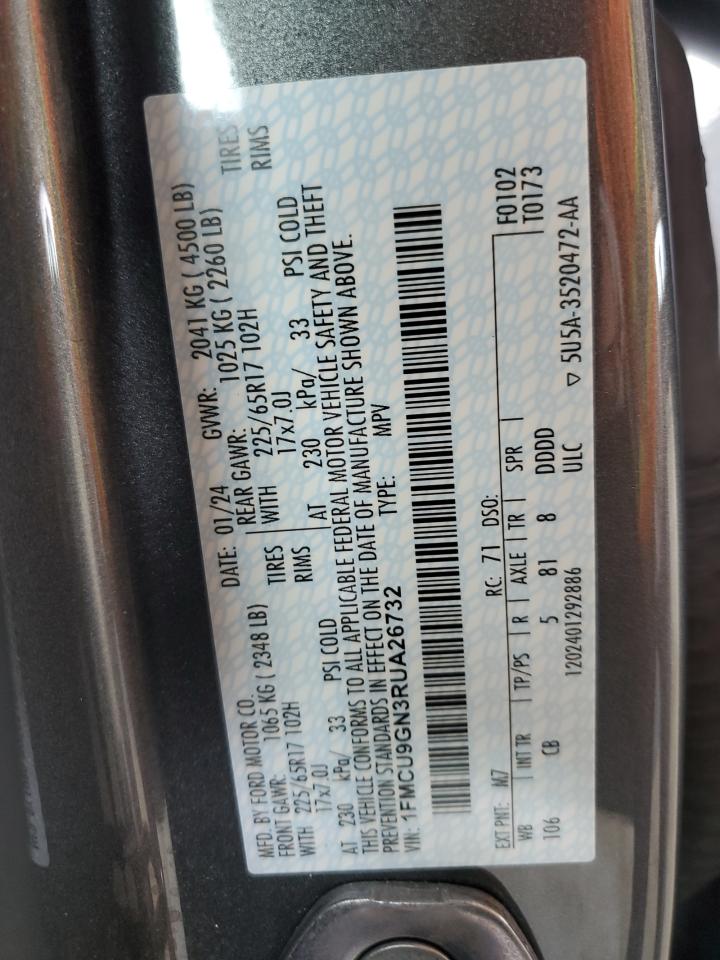 MFD. BY FORD MOTOR CO.
DATE: 01/24 GVWR: 2041 KG ( 4500 LB)
FRONT GAWR: 1065 KG ( 2348 LB) REAR GAWR: 1025 KG ( 2260 LB)
WITH 225/65R17 102H TIRES WITH 225/65R17 102H TIRES
17x7.0J RIMS 17x7.0J RIMS
AT 230 kPa/ 33 PSI COLD AT 230 kPa/ 33 PSI COLD
THIS VEHICLE CONFORMS TO ALL APPLICABLE FEDERAL MOTOR VEHICLE SAFETY AND THEFT
PREVENTION STANDARDS IN EFFECT ON THE DATE OF MANUFACTURE SHOWN ABOVE.
VIN: 1FMCU9GN3RUA26732 TYPE: MPV
EXT PNT: M7 RC: 71 DSO: F0102
WB INT TR TP/PS R AXLE TR SPR T0173
106 CB 5 81 8 DDDD
1202401292886 ULC ▽ 5U5A-3520472-AA